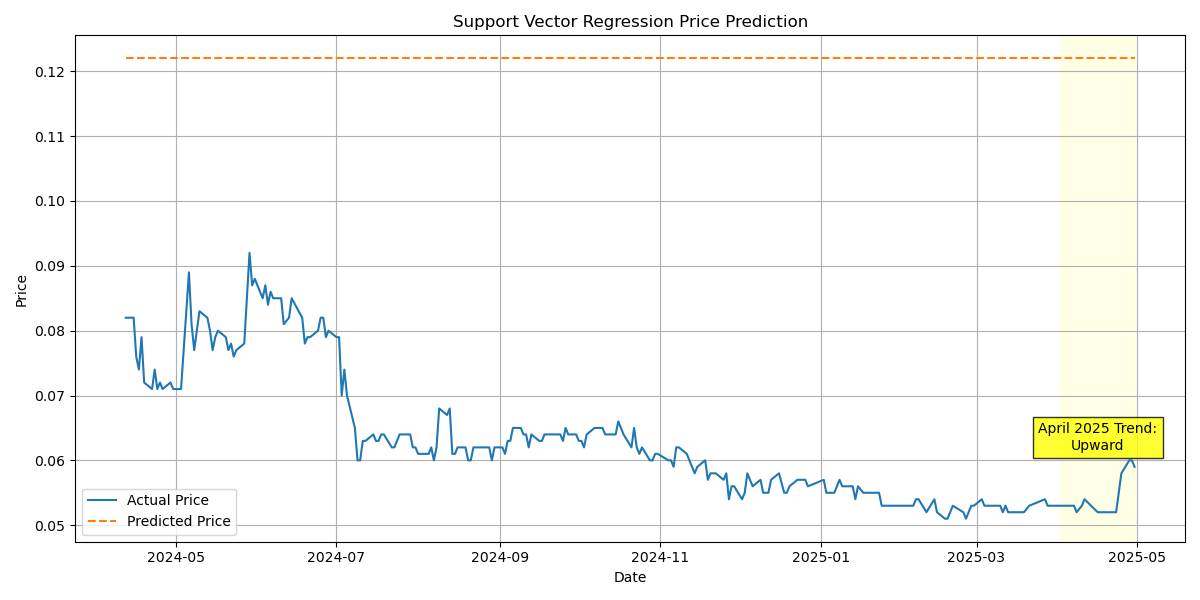 Support Vector Regression Price Prediction
Price
0.12
0.11
0.10
0.09
0.08
0.07
0.06
0.05
April 2025 Trend:
Upward
Actual Price
Predicted Price
2024-05
2024-07
2024-09
2024-11
2025-01
2025-03
2025-05
Date